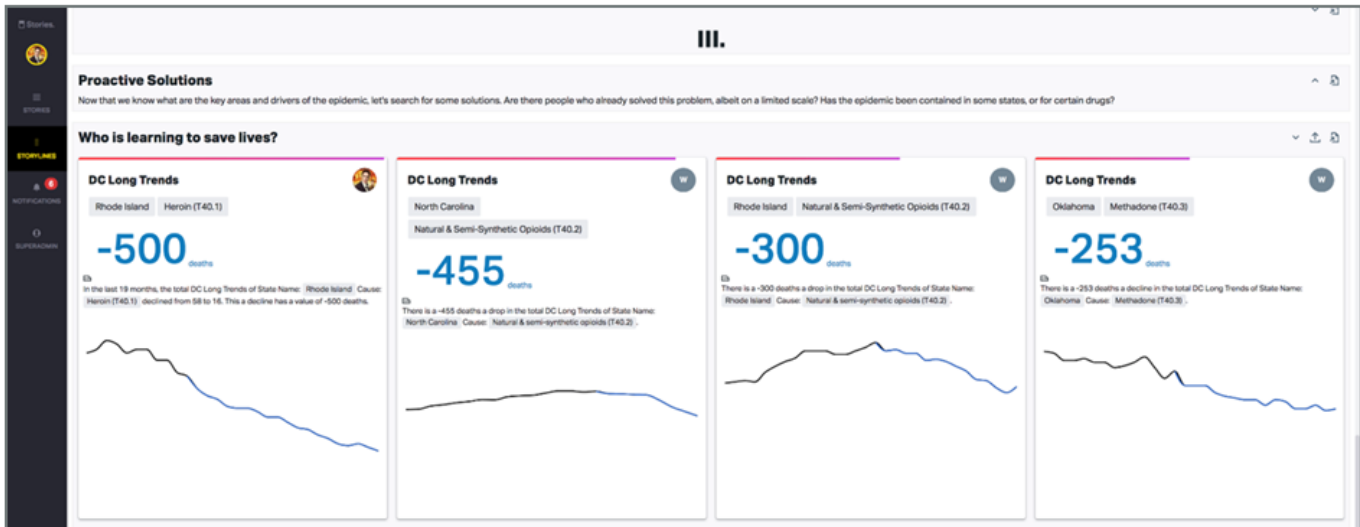 Stories.
STORIES
STORYLINES
6
NOTIFICATIONS
SUPERADMIN
III.
Proactive Solutions
Now that we know what are the key areas and drivers of the epidemic, let's search for some solutions. Are there people who already solved this problem, albeit on a limited scale? Has the epidemic been contained in some states, or for certain drugs?
Who is learning to save lives?
DC Long Trends
Rhode Island Heroin (T40.1)
-500 deaths
In the last 19 months, the total DC Long Trends of State Name: Rhode Island Cause:
Heroin (T40.1) declined from 58 to 16. This a decline has a value of -500 deaths.
DC Long Trends
W
North Carolina
Natural & Semi-Synthetic Opioids (T40.2)
-455 deaths
There is a -455 deaths a drop in the total DC Long Trends of State Name:
North Carolina Cause: Natural & semi-synthetic opioids (T40.2) .
DC Long Trends
W
Rhode Island Natural & Semi-Synthetic Opioids (T40.2)
-300 deaths
There is a -300 deaths a drop in the total DC Long Trends of State Name:
Rhode Island Cause: Natural & semi-synthetic opioids (T40.2) .
DC Long Trends
W
Oklahoma Methadone (T40.3)
-253 deaths
There is a -253 deaths a decline in the total DC Long Trends of State Name:
Oklahoma Cause: Methadone (T40.3) .